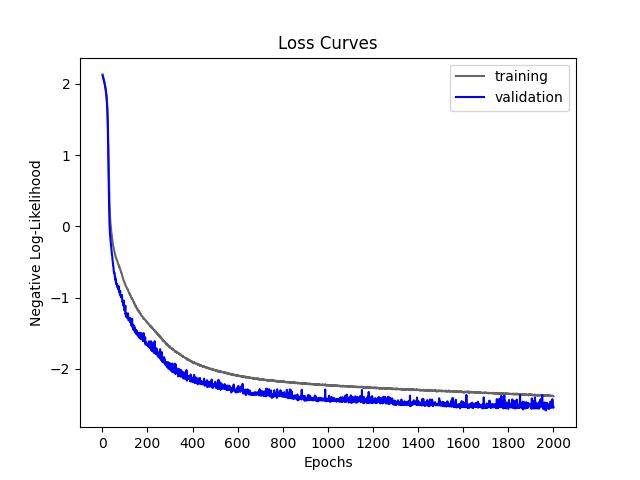 Loss Curves
training
validation
Negative Log-Likelihood
2
1
0
−1
−2
0 200 400 600 800 1000 1200 1400 1600 1800 2000
Epochs